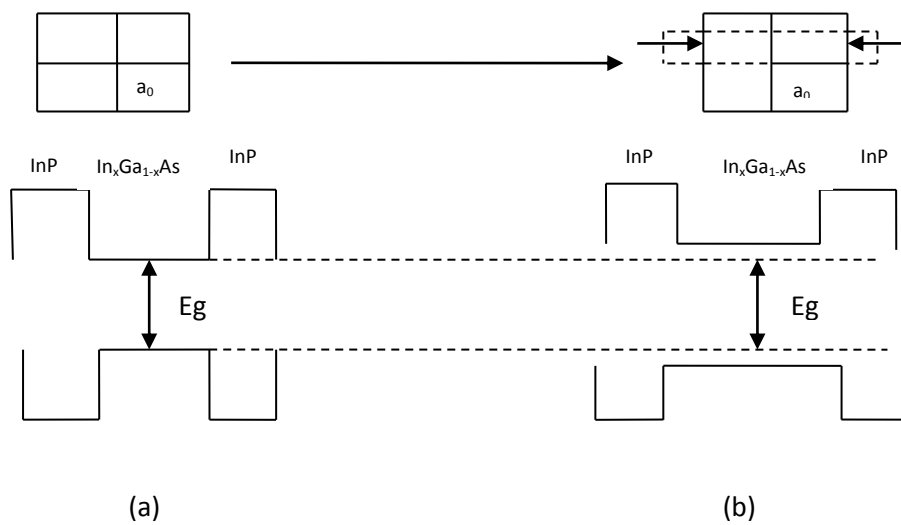 a₀
a₀
InP
InₓGa₁₋ₓAs
InP
InP
InₓGa₁₋ₓAs
InP
Eg
Eg
(a)
(b)